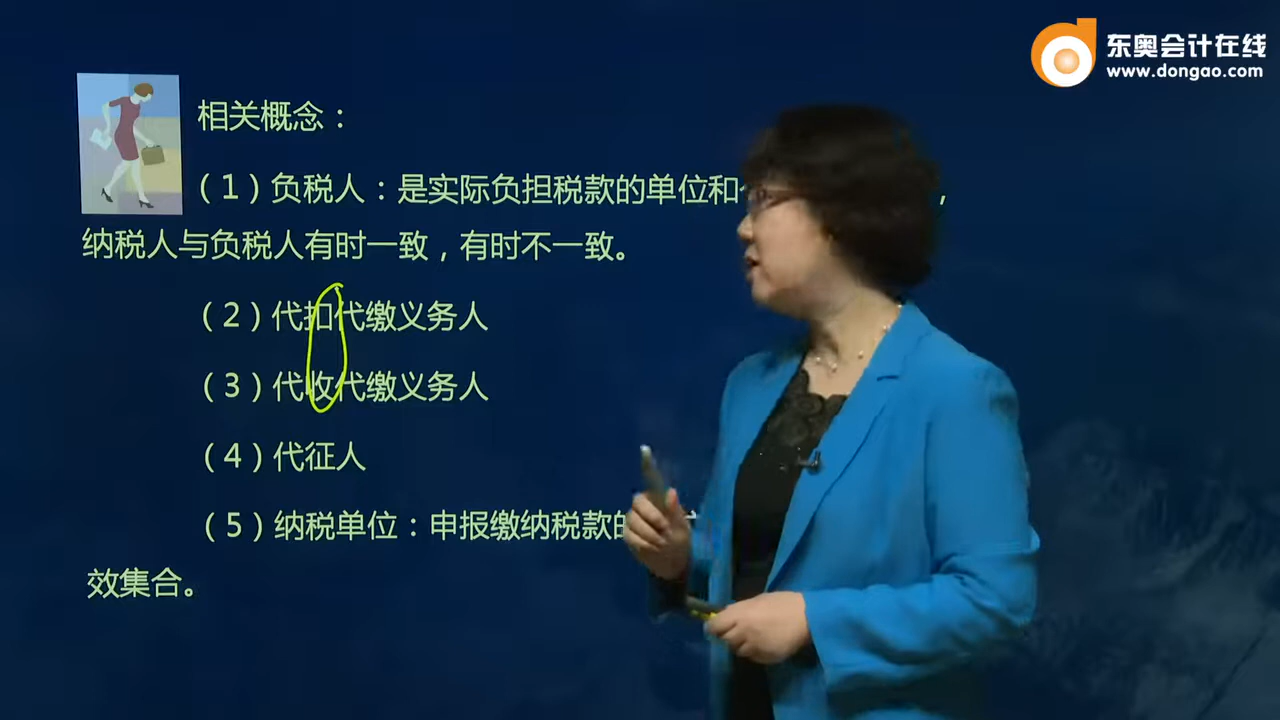 东奥会计在线
www.dongao.com
相关概念：
（1）负税人：是实际负担税款的单位和
，
纳税人与负税人有时一致，有时不一致。
（2）代扣代缴义务人
（3）代收代缴义务人
（4）代征人
（5）纳税单位：申报缴纳税款的
效集合。